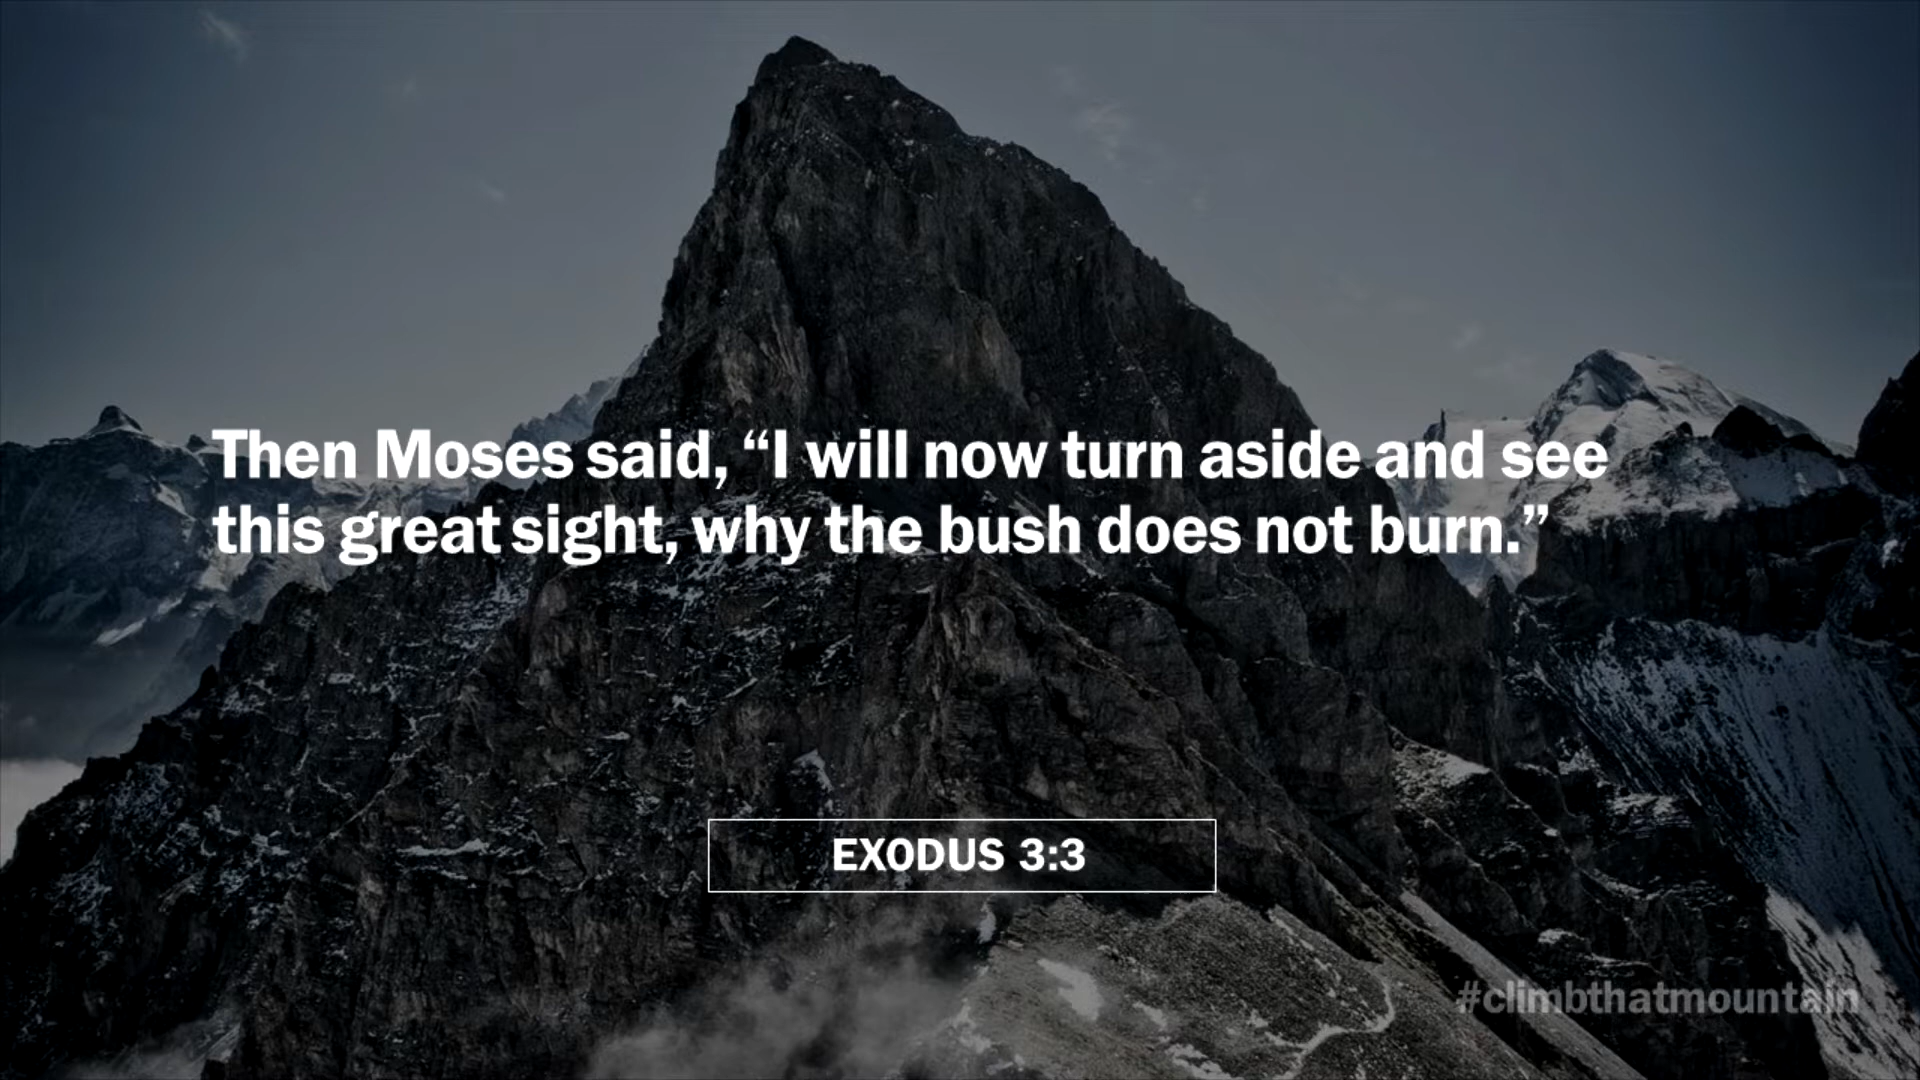 Then Moses said, “I will now turn aside and see
this great sight, why the bush does not burn.”
EXODUS 3:3
#climbthatmountain